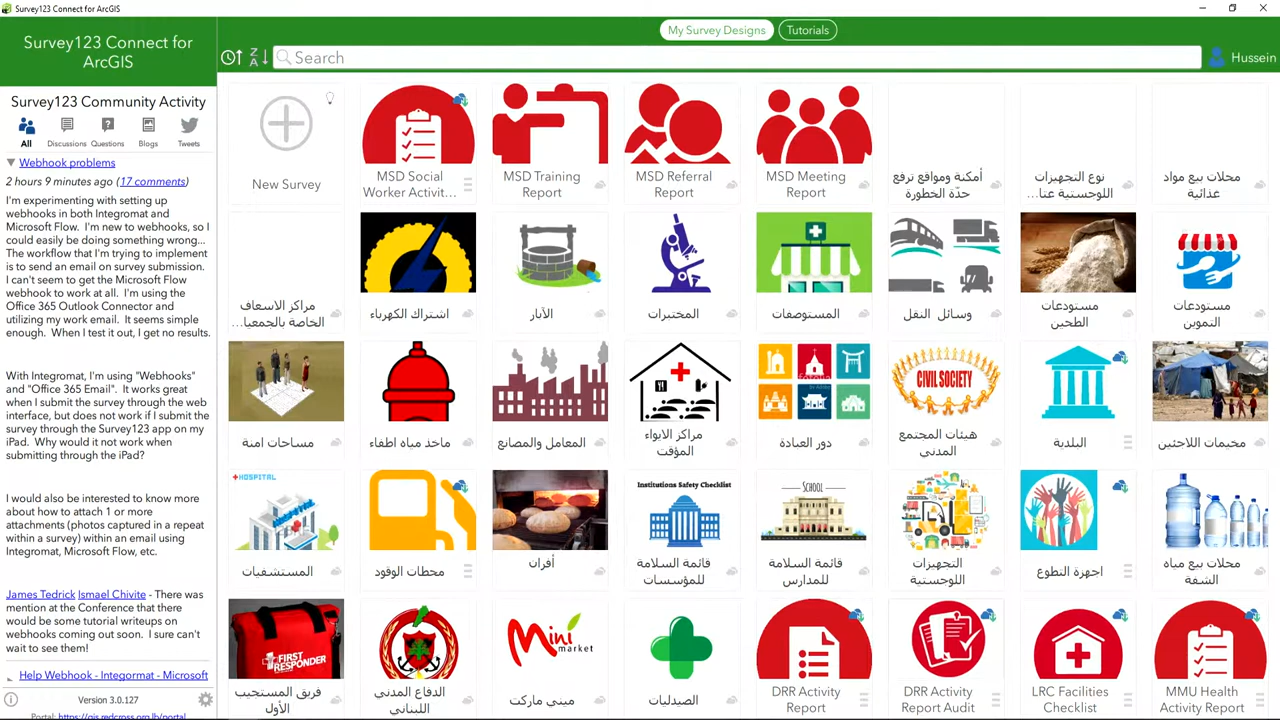 Survey123 Connect for ArcGIS
Survey123 Connect for
ArcGIS
My Survey Designs
Tutorials
Search
Hussein
Survey123 Community Activity
All
Discussions
Questions
Blogs
Tweets
Webhook problems
2 hours 9 minutes ago (17 comments)
I'm experimenting with setting up
webhooks in both Integromat and
Microsoft Flow.  I'm new to webhooks, so I
could easily be doing something wrong...
The workflow that I'm trying to implement
is to send an email on survey submission.
I can't seem to get the Microsoft Flow
webhook to work at all.  I'm using the
Office 365 Outlook Connector and
utilizing my work email.  It seems simple
enough.  When I test it out, I get no results.
With Integromat, I'm using "Webhooks"
and "Office 365 Email".  It works great
when I submit the survey through the web
interface, but does not work if I submit the
survey through the Survey123 app on my
iPad.  Why would it not work when
submitting through the iPad?
I would also be interested to know more
about how to attach 1 or more
attachments (photos captured in a repeat
within a survey) within an email using
Integromat, Microsoft Flow, etc.
James Tedrick Ismael Chivite - There was
mention at the Conference that there
would be some tutorial writeups on
webhooks coming out soon.  I sure can't
wait to see them!
Help Webhook - Integormat - Microsoft
Version 3.0.127
Portal: https://gis.redcross.org.lb/portal
New Survey
MSD Social
Worker Activit...
MSD Training
Report
MSD Referral
Report
MSD Meeting
Report
أمكنة ومواقع ترفع
حدّة الخطورة
نوع التجهيزات
اللوجستية عنا...
محلات بيع مواد
غذائية
مراكز الاسعاف
الخاصة بالجمعيا...
اشتراك الكهرباء
الآبار
المختبرات
المستوصفات
وسائل النقل
مستودعات
الطحين
مستودعات
التموين
مساحات امنة
ماخذ مياه اطفاء
المعامل والمصانع
مراكز الايواء
المؤقت
دور العبادة
CIVIL SOCIETY
هيئات المجتمع
المدني
البلدية
مخيمات اللاجئين
HOSPITAL
المستشفيات
محطات الوقود
أفران
Institutions Safety Checklist
قائمة السلامة
للمؤسسات
SCHOOL
قائمة السلامة
للمدارس
التجهيزات
اللوجستية
اجهزة التطوع
محلات بيع مياه
الشفة
FIRST
RESPONDER
فريق المستجيب
الأول
الدفاع المدني
اللبناني
Mini
market
ميني ماركت
الصيدليات
DRR Activity
Report
DRR Activity
Report Audit
LRC Facilities
Checklist
MMU Health
Activity Report